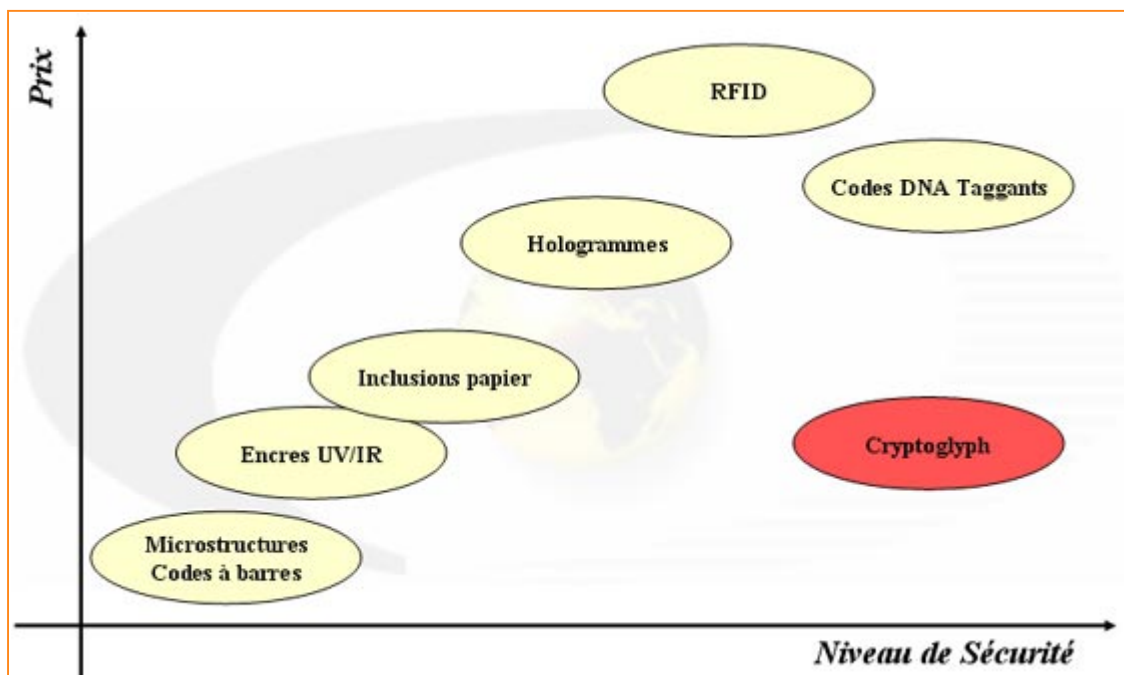 Prix
RFID
Codes DNA Taggants
Hologrammes
Inclusions papier
Encres UV/IR
Cryptoglyph
Microstructures
Codes à barres
Niveau de Sécurité